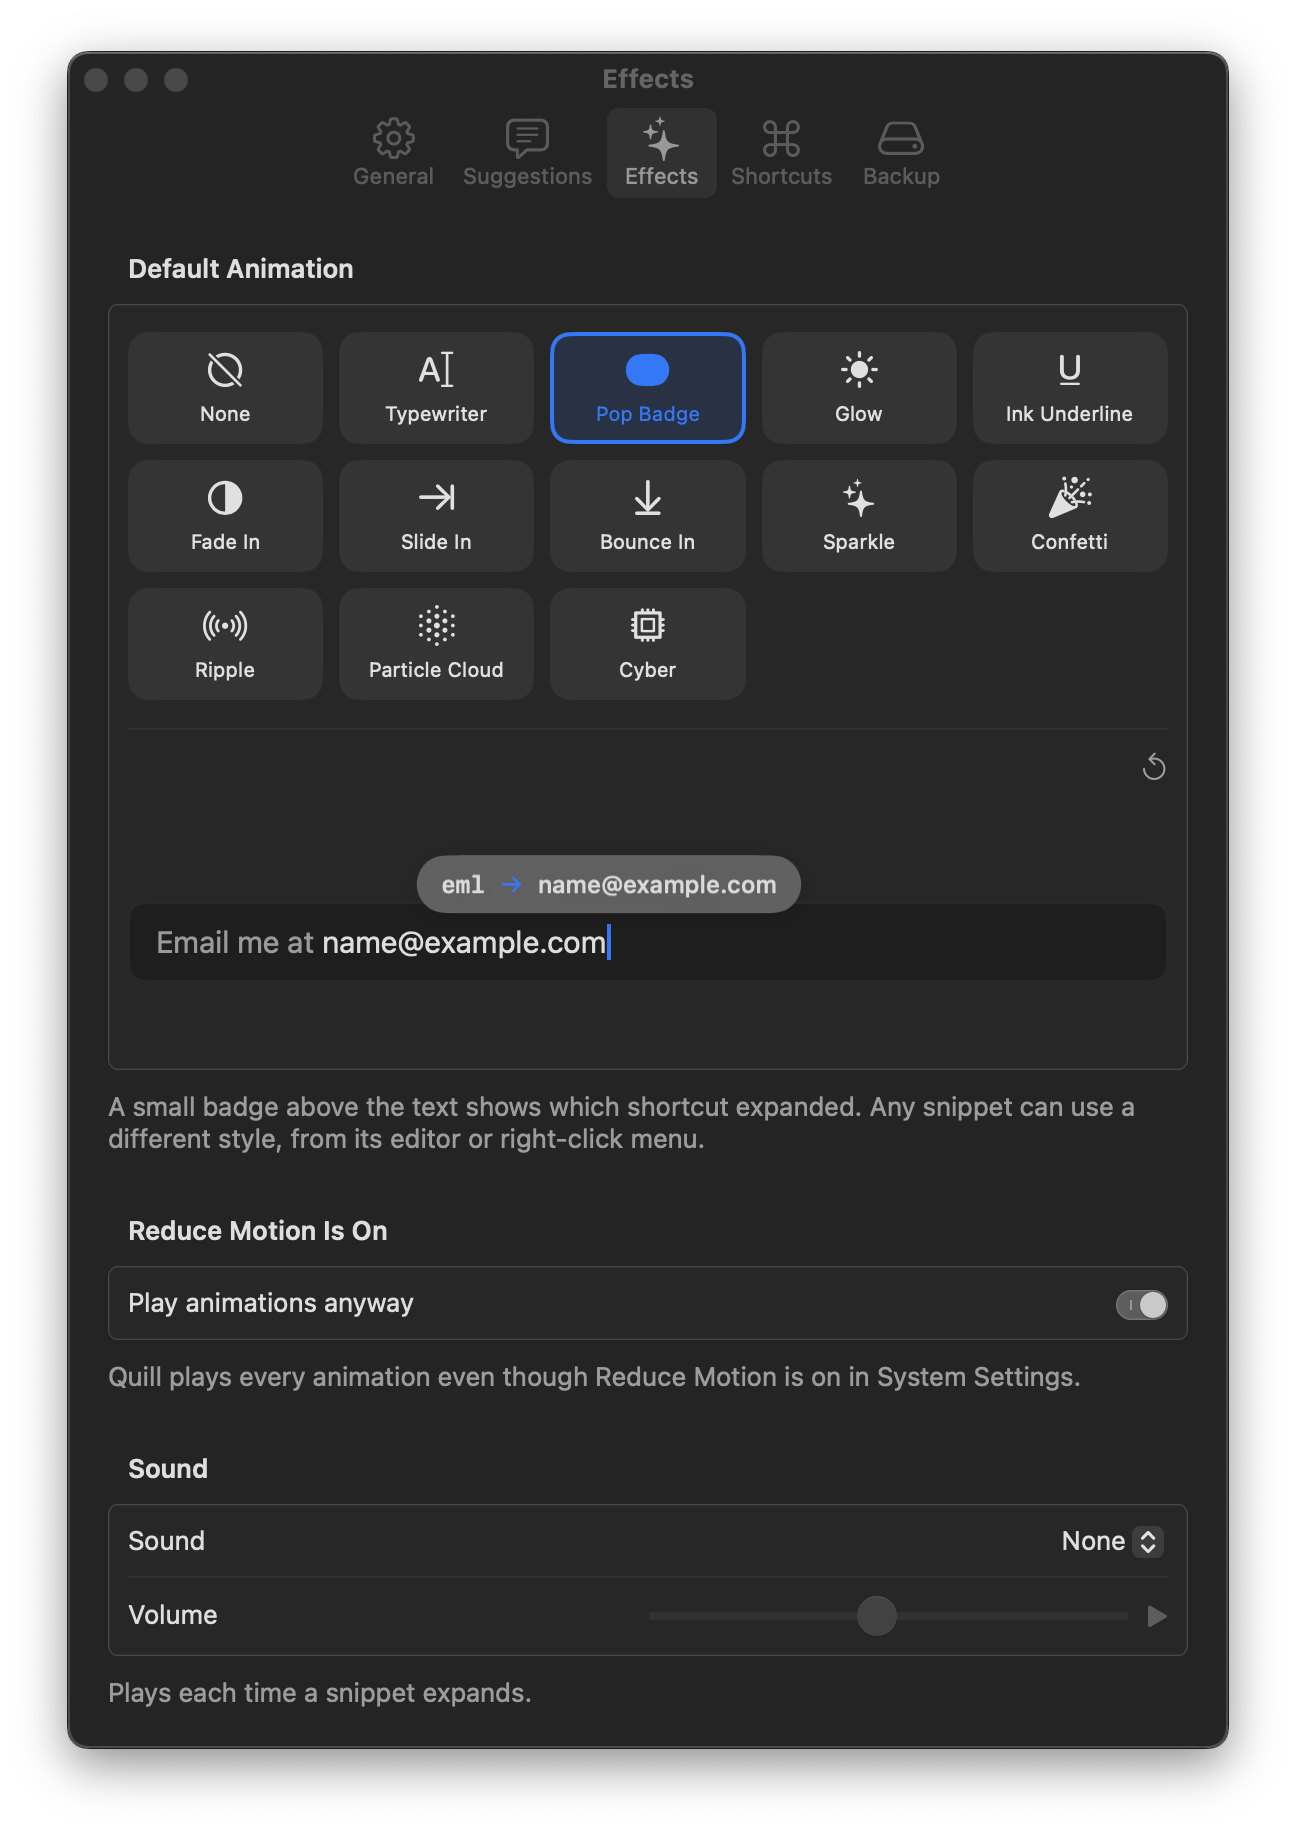 Effects
General
Suggestions
Effects
Shortcuts
Backup
Default Animation
None
Typewriter
Pop Badge
Glow
Ink Underline
Fade In
Slide In
Bounce In
Sparkle
Confetti
Ripple
Particle Cloud
Cyber
eml → name@example.com
Email me at name@example.com
A small badge above the text shows which shortcut expanded. Any snippet can use a
different style, from its editor or right-click menu.
Reduce Motion Is On
Play animations anyway
Quill plays every animation even though Reduce Motion is on in System Settings.
Sound
Sound
None
Volume
Plays each time a snippet expands.